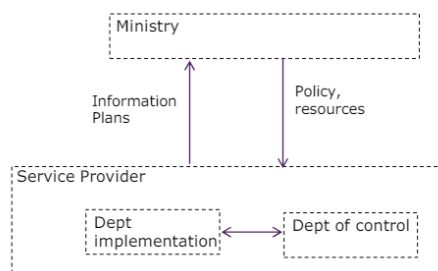 Ministry
Information
Plans
Policy,
resources
Service Provider
Dept
implementation
Dept of control